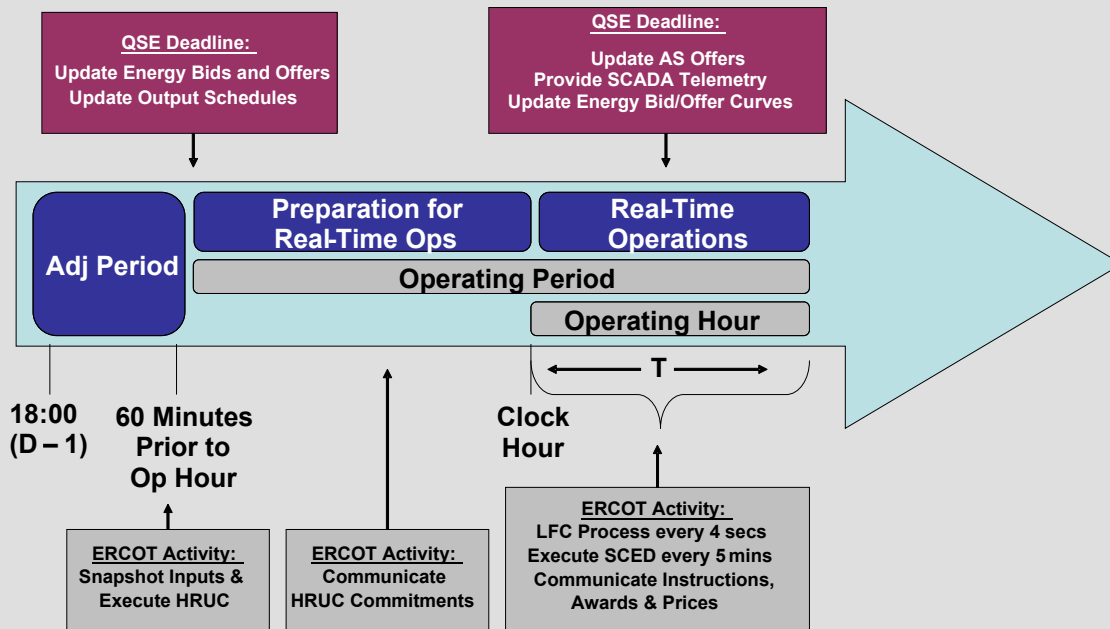 QSE Deadline:
Update Energy Bids and Offers
Update Output Schedules
QSE Deadline:
Update AS Offers
Provide SCADA Telemetry
Update Energy Bid/Offer Curves
Adj Period
Preparation for
Real-Time Ops
Real-Time
Operations
Operating Period
Operating Hour
T
18:00
(D – 1)
60 Minutes
Prior to
Op Hour
Clock
Hour
ERCOT Activity:
Snapshot Inputs &
Execute HRUC
ERCOT Activity:
Communicate
HRUC Commitments
ERCOT Activity:
LFC Process every 4 secs
Execute SCED every 5 mins
Communicate Instructions,
Awards & Prices